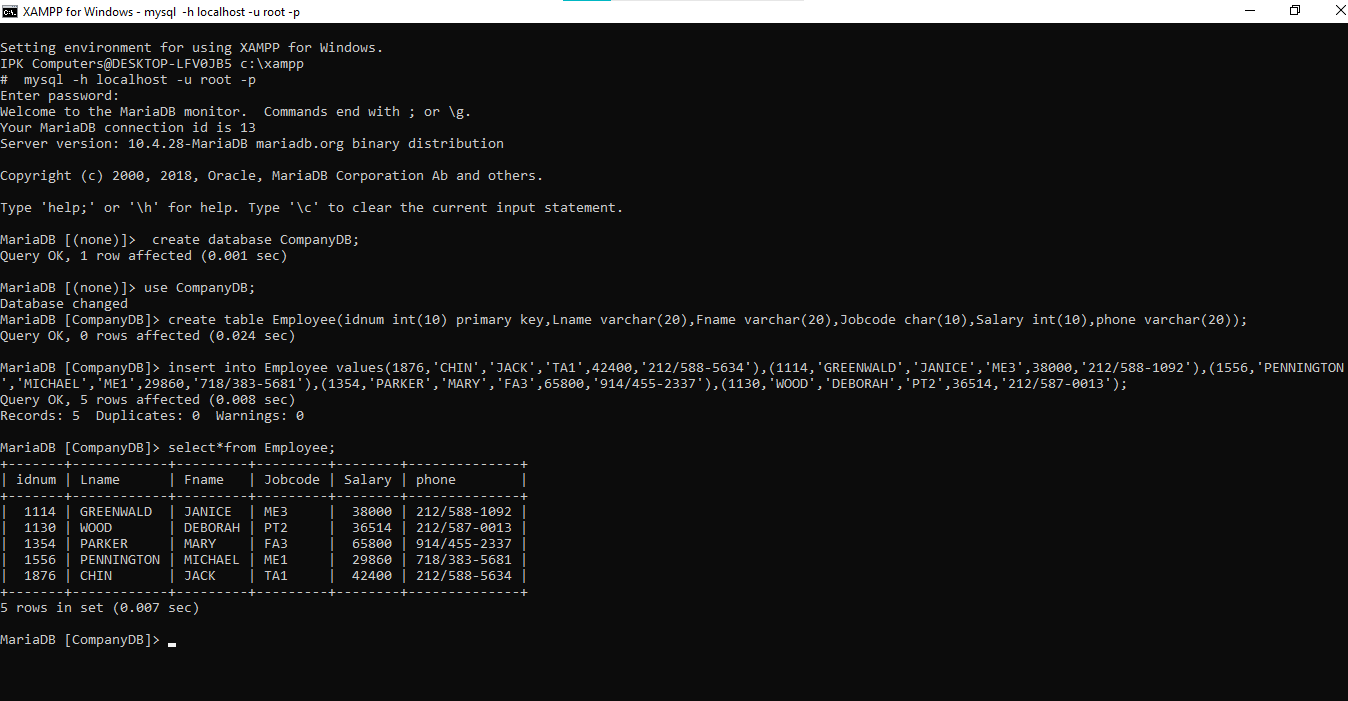 XAMPP for Windows - mysql -h localhost -u root -p
Setting environment for using XAMPP for Windows.
IPK Computers@DESKTOP-LFV0JB5 c:\xampp
#  mysql -h localhost -u root -p
Enter password:
Welcome to the MariaDB monitor.  Commands end with ; or \g.
Your MariaDB connection id is 13
Server version: 10.4.28-MariaDB mariadb.org binary distribution
Copyright (c) 2000, 2018, Oracle, MariaDB Corporation Ab and others.
Type 'help;' or '\h' for help. Type '\c' to clear the current input statement.
MariaDB [(none)]>  create database CompanyDB;
Query OK, 1 row affected (0.001 sec)
MariaDB [(none)]> use CompanyDB;
Database changed
MariaDB [CompanyDB]> create table Employee(idnum int(10) primary key,Lname varchar(20),Fname varchar(20),Jobcode char(10),Salary int(10),phone varchar(20));
Query OK, 0 rows affected (0.024 sec)
MariaDB [CompanyDB]> insert into Employee values(1876,'CHIN','JACK','TA1',42400,'212/588-5634'),(1114,'GREENWALD','JANICE','ME3',38000,'212/588-1092'),(1556,'PENNINGTON
','MICHAEL','ME1',29860,'718/383-5681'),(1354,'PARKER','MARY','FA3',65800,'914/455-2337'),(1130,'WOOD','DEBORAH','PT2',36514,'212/587-0013');
Query OK, 5 rows affected (0.008 sec)
Records: 5  Duplicates: 0  Warnings: 0
MariaDB [CompanyDB]> select*from Employee;
+-------+------------+---------+---------+--------+--------------+
| idnum | Lname      | Fname   | Jobcode | Salary | phone        |
+-------+------------+---------+---------+--------+--------------+
|  1114 | GREENWALD  | JANICE  | ME3     |  38000 | 212/588-1092 |
|  1130 | WOOD       | DEBORAH | PT2     |  36514 | 212/587-0013 |
|  1354 | PARKER     | MARY    | FA3     |  65800 | 914/455-2337 |
|  1556 | PENNINGTON | MICHAEL | ME1     |  29860 | 718/383-5681 |
|  1876 | CHIN       | JACK    | TA1     |  42400 | 212/588-5634 |
+-------+------------+---------+---------+--------+--------------+
5 rows in set (0.007 sec)
MariaDB [CompanyDB]>